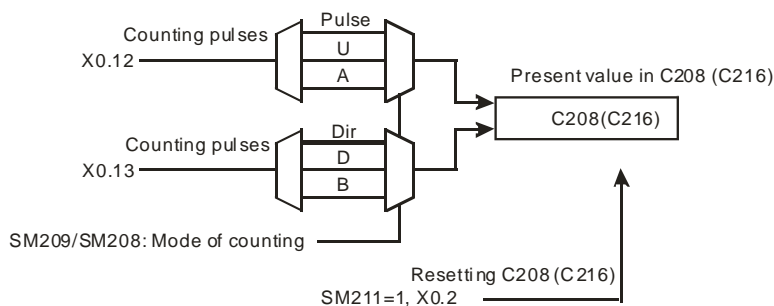 Counting pulses
X0.12
Pulse
U
A
Present value in C208 (C216)
C208(C216)
Counting pulses
X0.13
Dir
D
B
SM209/SM208: Mode of counting
Resetting C208 (C216)
SM211=1, X0.2